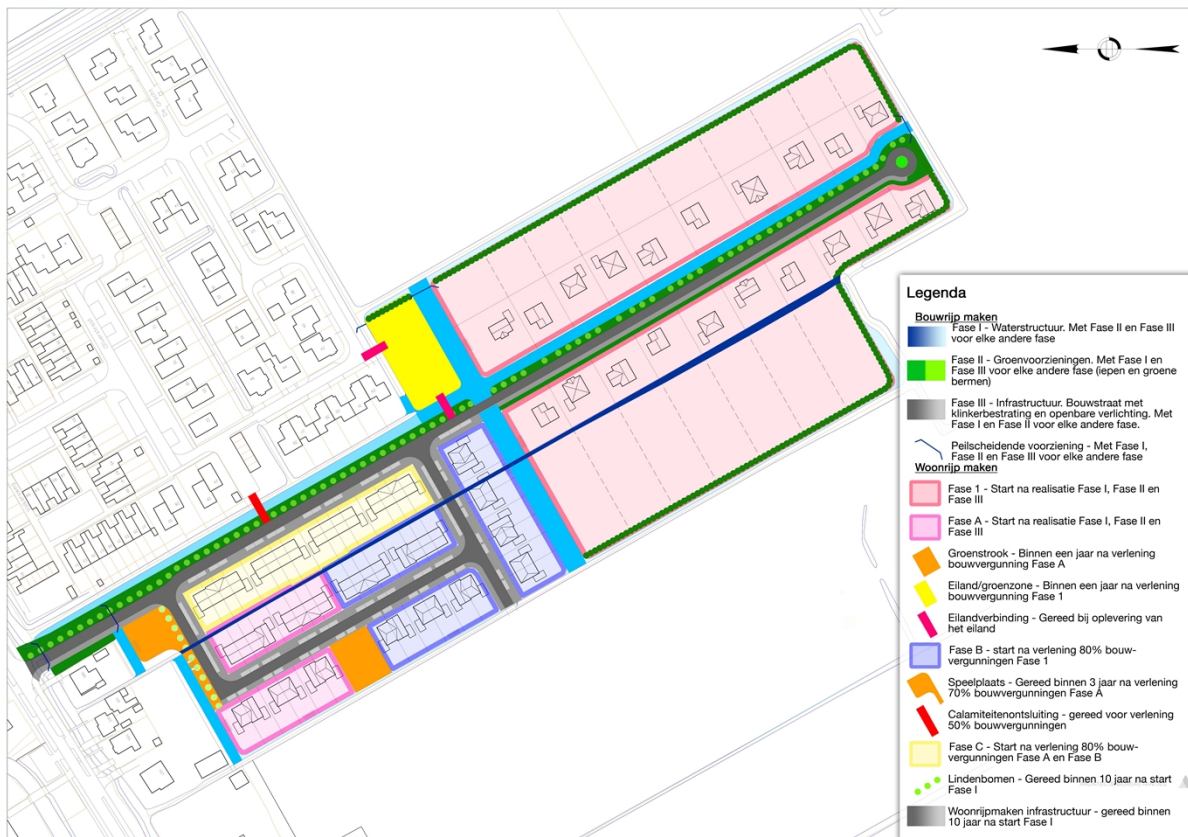 Legenda
Bouwrijp maken
Fase I - Waterstructuur. Met Fase II en Fase III
voor elke andere fase
Fase II - Groenvoorzieningen. Met Fase I en
Fase III voor elke andere fase (iepen en groene
bermen)
Fase III - Infrastructuur. Bouwstraat met
klinkerbestrating en openbare verlichting. Met
Fase I en Fase II voor elke andere fase.
Peilscheidende voorziening - Met Fase I,
Fase II en Fase III voor elke andere fase
Woonrijp maken
Fase 1 - Start na realisatie Fase I, Fase II en
Fase III
Fase A - Start na realisatie Fase I, Fase II en
Fase III
Groenstrook - Binnen een jaar na verlening
bouwvergunning Fase A
Eiland/groenzone - Binnen een jaar na verlening
bouwvergunning Fase 1
Eilandverbinding - Gereed bij oplevering van
het eiland
Fase B - start na verlening 80% bouw-
vergunningen Fase 1
Speelplaats - Gereed binnen 3 jaar na verlening
70% bouwvergunningen Fase A
Calamiteitenontsluiting - gereed voor verlening
50% bouwvergunningen
Fase C - Start na verlening 80% bouw-
vergunningen Fase A en Fase B
Lindenbomen - Gereed binnen 10 jaar na start
Fase I
Woonrijpmaken infrastructuur - gereed binnen
10 jaar na start Fase I